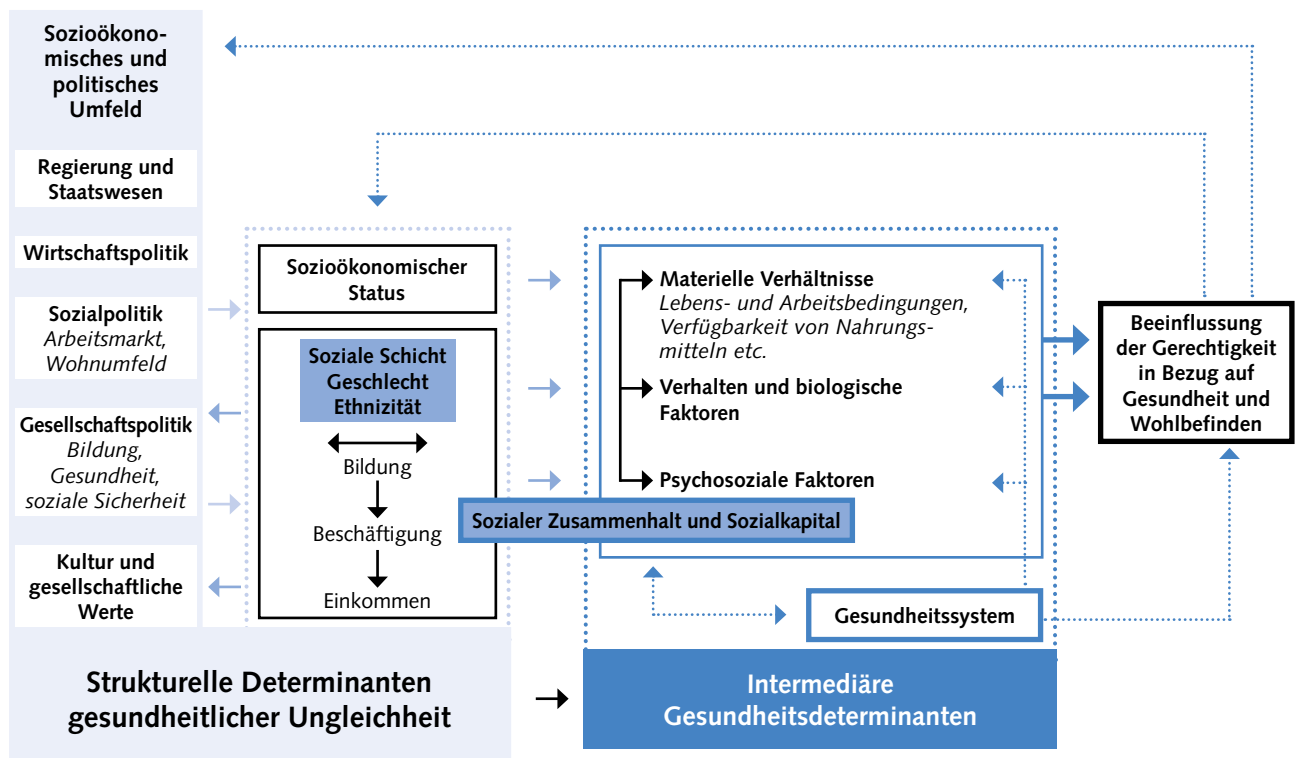 Sozioökono-
misches und
politisches
Umfeld
Regierung und
Staatswesen
Wirtschaftspolitik
Sozialpolitik
Arbeitsmarkt,
Wohnumfeld
Gesellschaftspolitik
Bildung,
Gesundheit,
soziale Sicherheit
Kultur und
gesellschaftliche
Werte
Sozioökonomischer
Status
Soziale Schicht
Geschlecht
Ethnizität
Bildung
Beschäftigung
Einkommen
Strukturelle Determinanten
gesundheitlicher Ungleichheit
Materielle Verhältnisse
Lebens- und Arbeitsbedingungen,
Verfügbarkeit von Nahrungs-
mitteln etc.
Verhalten und biologische
Faktoren
Psychosoziale Faktoren
Sozialer Zusammenhalt und Sozialkapital
Gesundheitssystem
Intermediäre
Gesundheitsdeterminanten
Beeinflussung
der Gerechtigkeit
in Bezug auf
Gesundheit und
Wohlbefinden